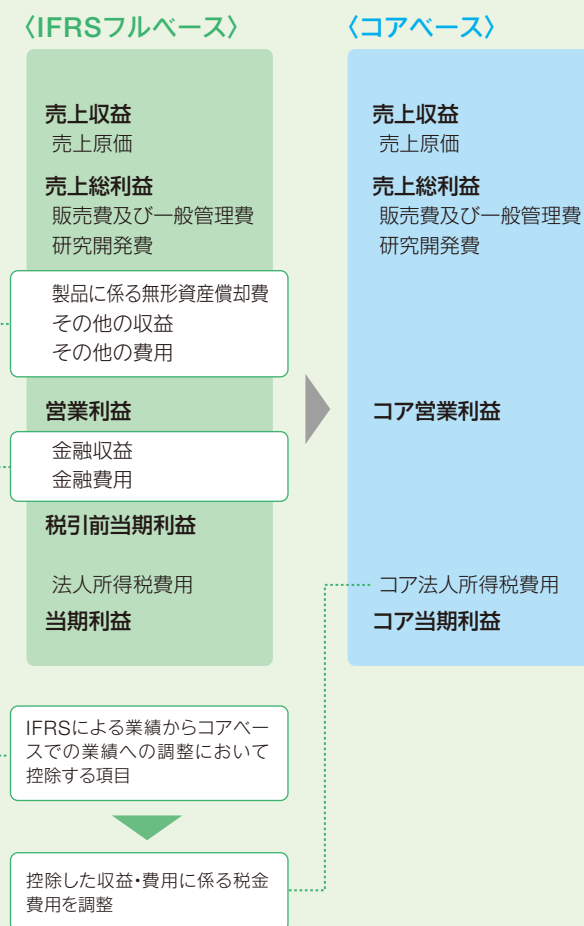 〈IFRSフルベース〉
売上収益
売上原価
売上総利益
販売費及び一般管理費
研究開発費
製品に係る無形資産償却費
その他の収益
その他の費用
営業利益
金融収益
金融費用
税引前当期利益
法人所得税費用
当期利益
〈コアベース〉
売上収益
売上原価
売上総利益
販売費及び一般管理費
研究開発費
コア営業利益
コア法人所得税費用
コア当期利益
IFRSによる業績からコアベー
スでの業績への調整において
控除する項目
控除した収益・費用に係る税金
費用を調整